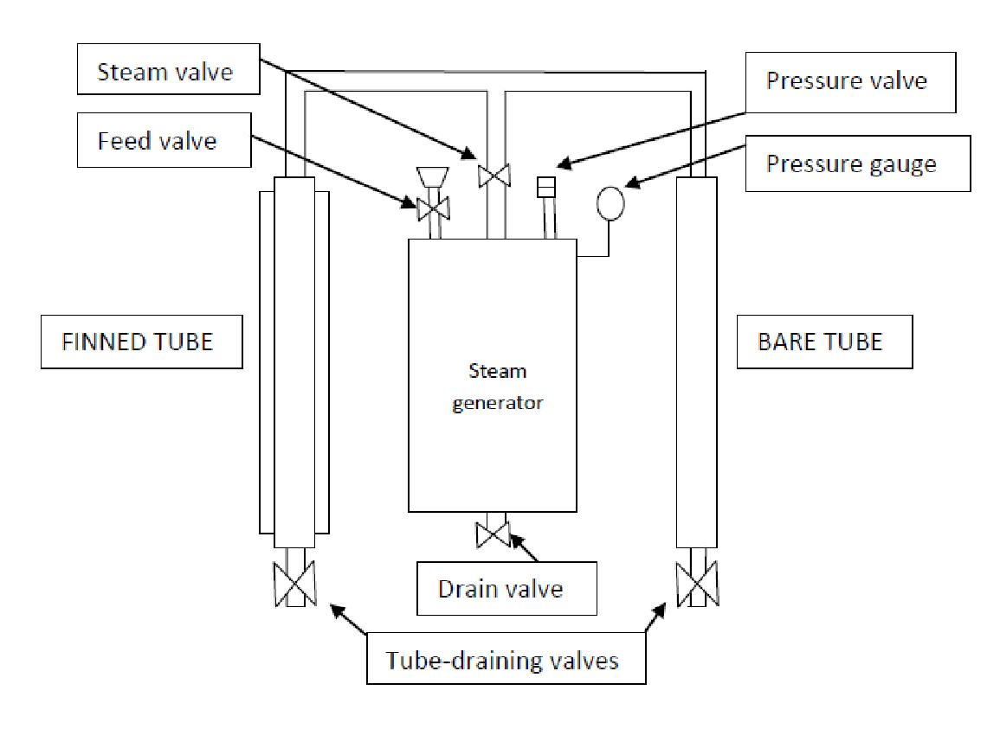 Steam valve
Pressure valve
Feed valve
Pressure gauge
FINNED TUBE
BARE TUBE
Steam
generator
Drain valve
Tube-draining valves